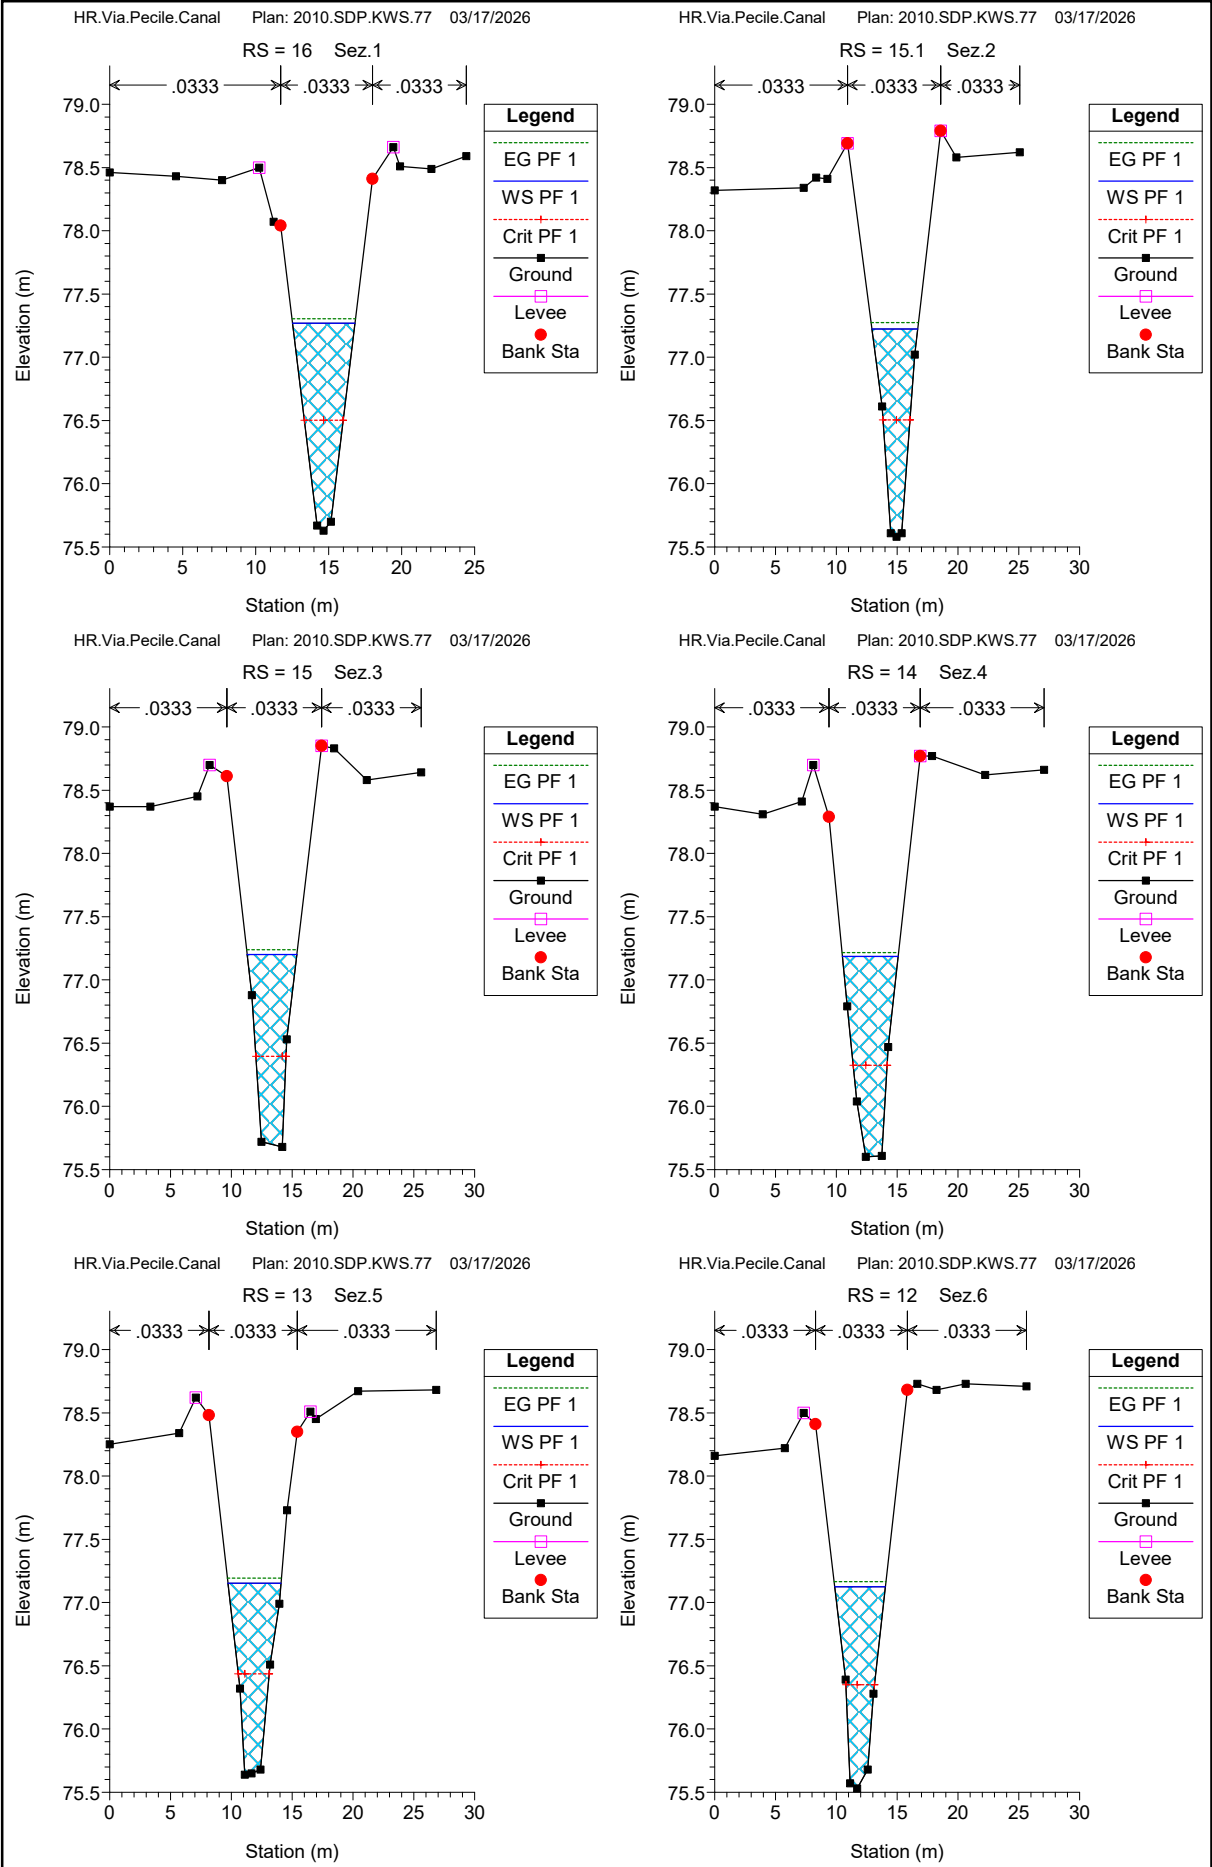 HR.Via.Pecile.Canal Plan: 2010.SDP.KWS.77 03/17/2026
RS = 16 Sez.1
.0333 .0333 .0333
79.0
78.5
78.0
77.5
77.0
76.5
76.0
75.5
Elevation (m)
0 5 10 15 20 25
Station (m)
Legend
EG PF 1
WS PF 1
Crit PF 1
Ground
Levee
Bank Sta
HR.Via.Pecile.Canal Plan: 2010.SDP.KWS.77 03/17/2026
RS = 15.1 Sez.2
.0333 .0333 .0333
79.0
78.5
78.0
77.5
77.0
76.5
76.0
75.5
Elevation (m)
0 5 10 15 20 25 30
Station (m)
Legend
EG PF 1
WS PF 1
Crit PF 1
Ground
Levee
Bank Sta
HR.Via.Pecile.Canal Plan: 2010.SDP.KWS.77 03/17/2026
RS = 15 Sez.3
.0333 .0333 .0333
79.0
78.5
78.0
77.5
77.0
76.5
76.0
75.5
Elevation (m)
0 5 10 15 20 25 30
Station (m)
Legend
EG PF 1
WS PF 1
Crit PF 1
Ground
Levee
Bank Sta
HR.Via.Pecile.Canal Plan: 2010.SDP.KWS.77 03/17/2026
RS = 14 Sez.4
.0333 .0333 .0333
79.0
78.5
78.0
77.5
77.0
76.5
76.0
75.5
Elevation (m)
0 5 10 15 20 25 30
Station (m)
Legend
EG PF 1
WS PF 1
Crit PF 1
Ground
Levee
Bank Sta
HR.Via.Pecile.Canal Plan: 2010.SDP.KWS.77 03/17/2026
RS = 13 Sez.5
.0333 .0333 .0333
79.0
78.5
78.0
77.5
77.0
76.5
76.0
75.5
Elevation (m)
0 5 10 15 20 25 30
Station (m)
Legend
EG PF 1
WS PF 1
Crit PF 1
Ground
Levee
Bank Sta
HR.Via.Pecile.Canal Plan: 2010.SDP.KWS.77 03/17/2026
RS = 12 Sez.6
.0333 .0333 .0333
79.0
78.5
78.0
77.5
77.0
76.5
76.0
75.5
Elevation (m)
0 5 10 15 20 25 30
Station (m)
Legend
EG PF 1
WS PF 1
Crit PF 1
Ground
Levee
Bank Sta